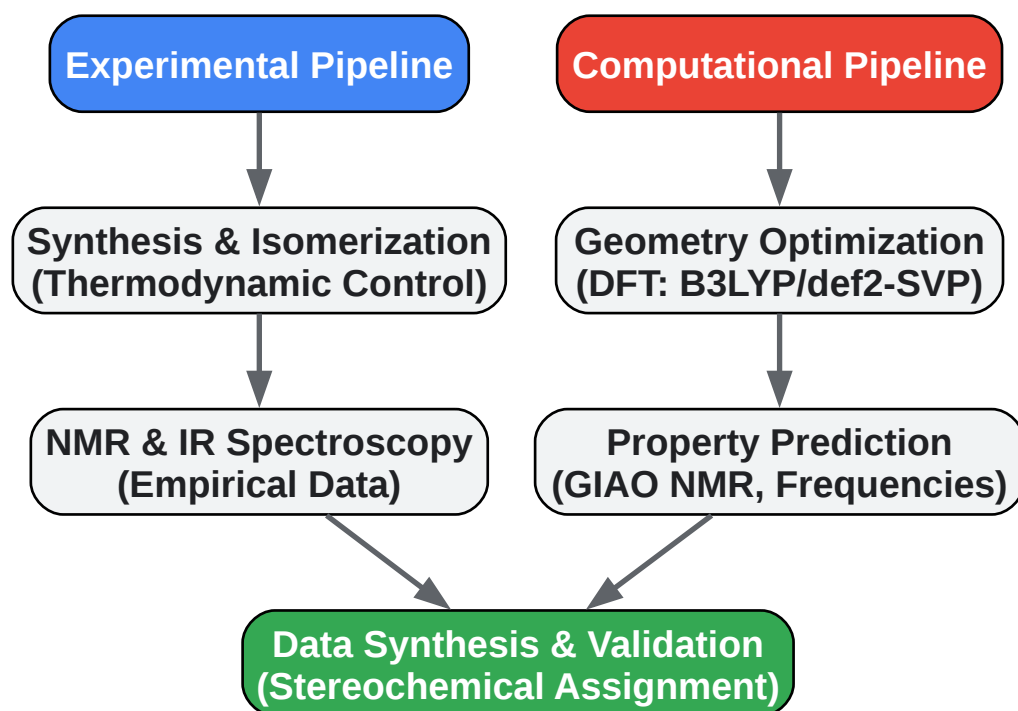 Experimental Pipeline
Computational Pipeline
Synthesis & Isomerization
(Thermodynamic Control)
Geometry Optimization
(DFT: B3LYP/def2-SVP)
NMR & IR Spectroscopy
(Empirical Data)
Property Prediction
(GIAO NMR, Frequencies)
Data Synthesis & Validation
(Stereochemical Assignment)